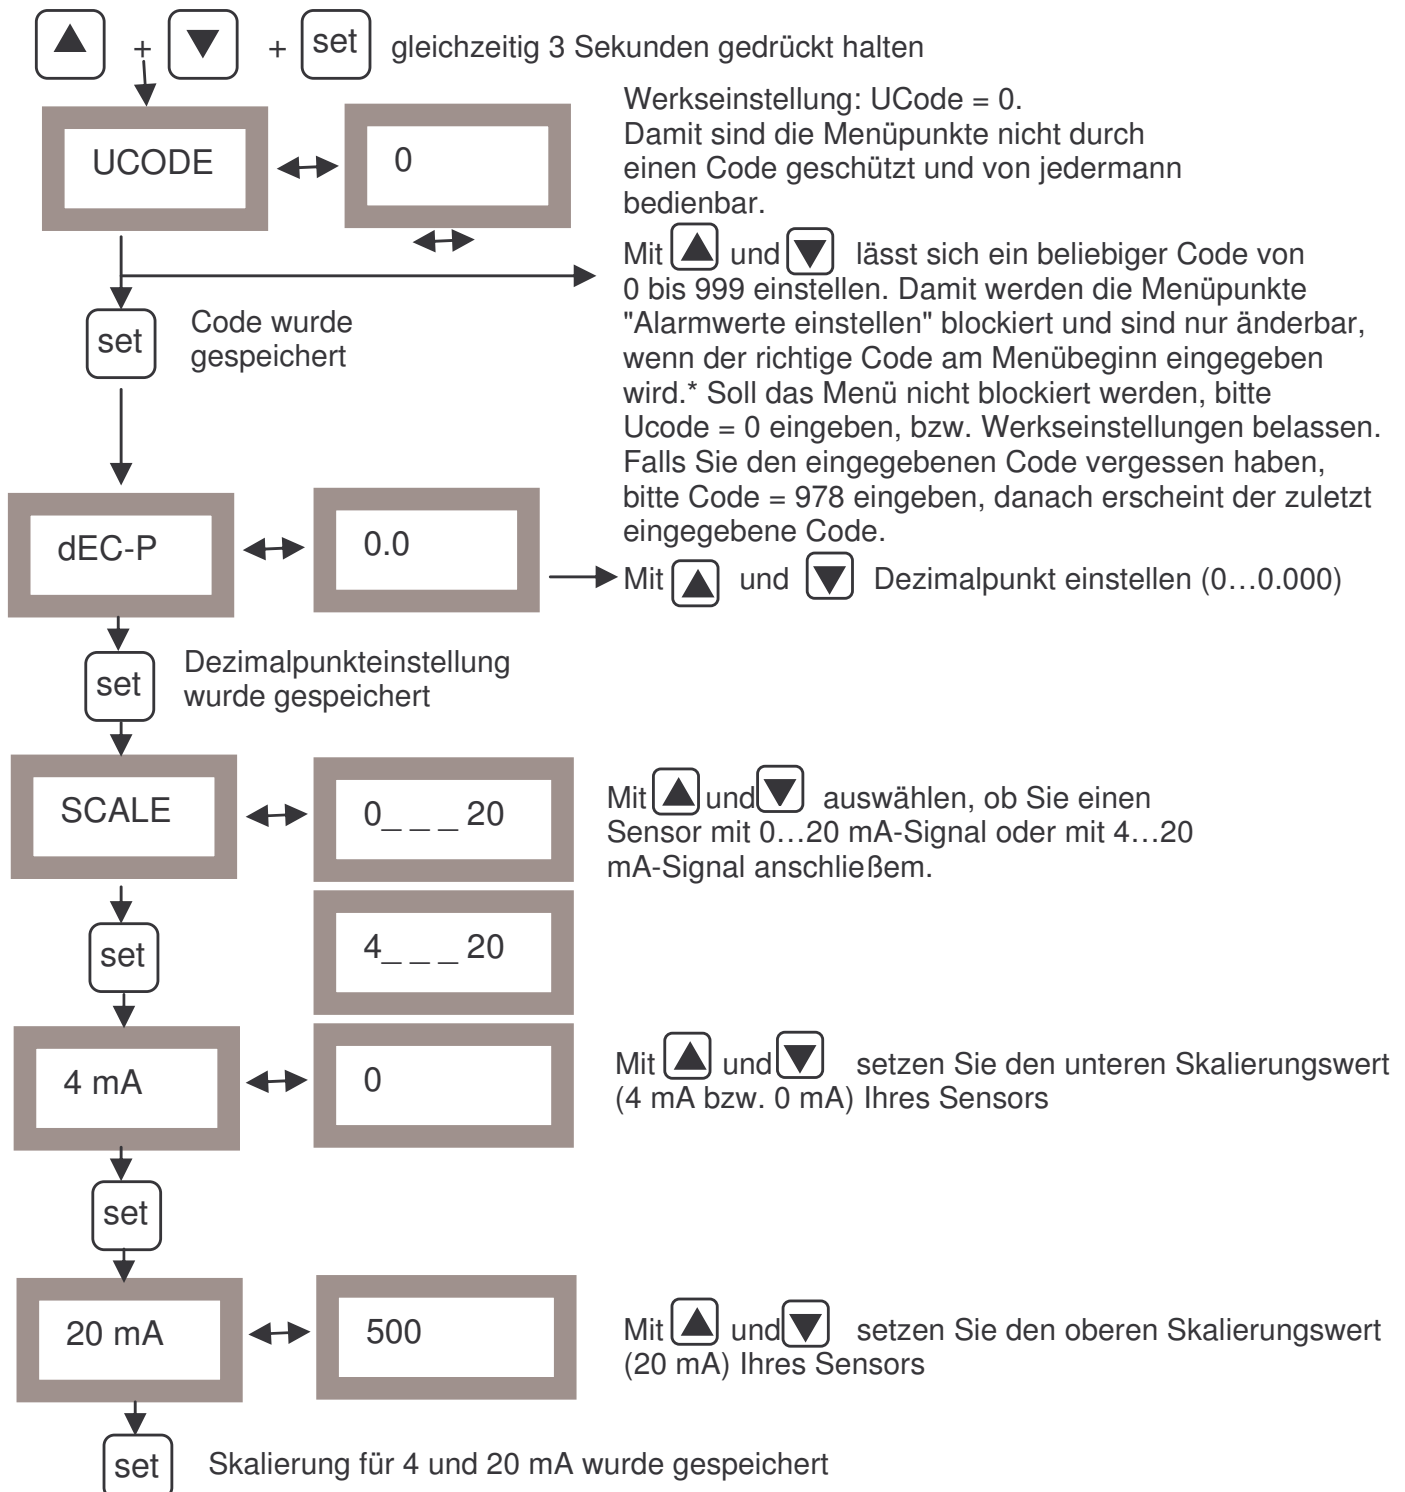 + + set gleichzeitig 3 Sekunden gedrückt halten
UCODE 0
Werkseinstellung: UCode = 0.
Damit sind die Menüpunkte nicht durch
einen Code geschützt und von jedermann
bedienbar.
Mit und lässt sich ein beliebiger Code von
0 bis 999 einstellen. Damit werden die Menüpunkte
"Alarmwerte einstellen" blockiert und sind nur änderbar,
wenn der richtige Code am Menübeginn eingegeben
wird.* Soll das Menü nicht blockiert werden, bitte
Ucode = 0 eingeben, bzw. Werkseinstellungen belassen.
Falls Sie den eingegebenen Code vergessen haben,
bitte Code = 978 eingeben, danach erscheint der zuletzt
eingegebene Code.
set
Code wurde
gespeichert
dEC-P 0.0
Mit und Dezimalpunkt einstellen (0…0.000)
set
Dezimalpunkteinstellung
wurde gespeichert
SCALE 0_ _ _ 20
Mit und auswählen, ob Sie einen
Sensor mit 0…20 mA-Signal oder mit 4…20
mA-Signal anschließem.
set
4_ _ _ 20
4 mA 0
Mit und setzen Sie den unteren Skalierungswert
(4 mA bzw. 0 mA) Ihres Sensors
set
20 mA 500
Mit und setzen Sie den oberen Skalierungswert
(20 mA) Ihres Sensors
set Skalierung für 4 und 20 mA wurde gespeichert